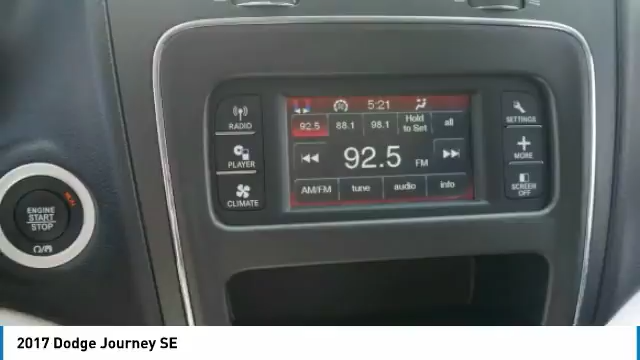 5:21
92.5 88.1 98.1 Hold to Set all
RADIO
92.5 FM
PLAYER
AM/FM tune audio info
CLIMATE
SETTINGS
MORE
SCREEN
OFF
ENGINE
START
STOP
RUN
2017 Dodge Journey SE